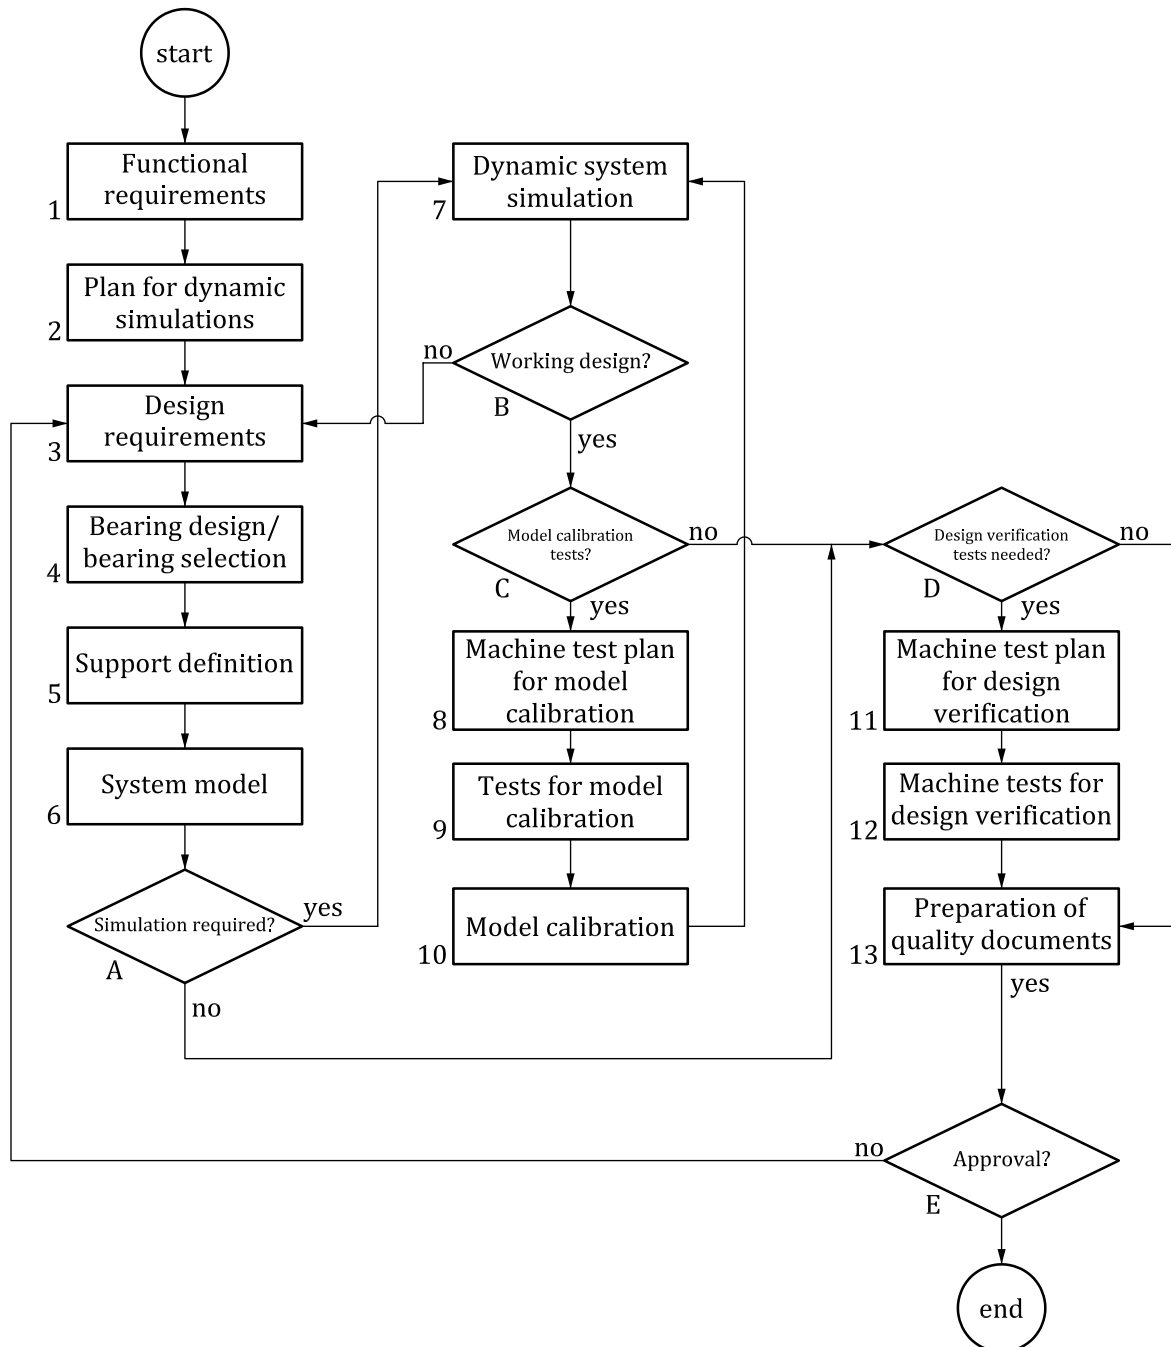 start
Functional
requirements
1
Plan for dynamic
simulations
2
Design
requirements
3
Bearing design/
bearing selection
4
Support definition
5
System model
6
Simulation required?
yes
A
no
Dynamic system
simulation
7
Working design?
no
B
yes
Model calibration
tests?
no
C
yes
Machine test plan
for model
calibration
8
Tests for model
calibration
9
Model calibration
10
Design verification
tests needed?
no
D
yes
Machine test plan
for design
verification
11
Machine tests for
design verification
12
Preparation of
quality documents
13
yes
Approval?
no
E
end